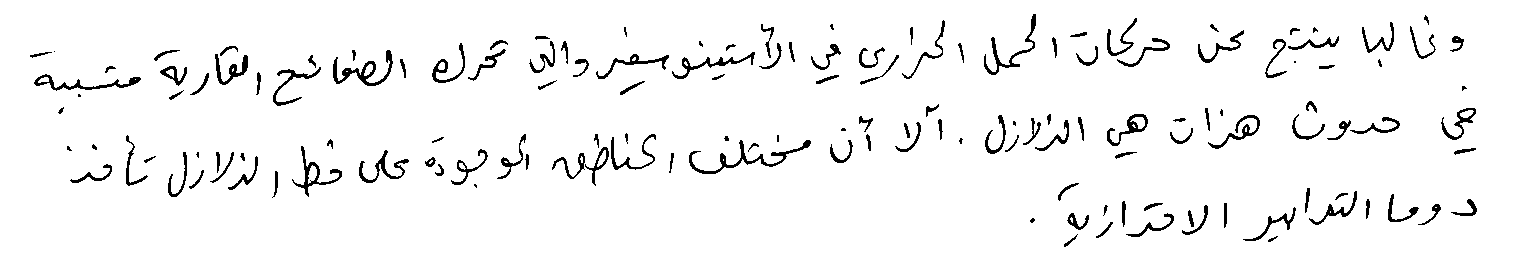 وغالبا ينتج عن حركات الحمل الحراري في الأستينوسفير والتي تحرك الصفائح القارية متسببة
في حدوث هزات هي الزلازل . ألا أن مختلف المناطق الموجودة على خط الزلازل تأخذ
دوما التدابير الاحترازية .